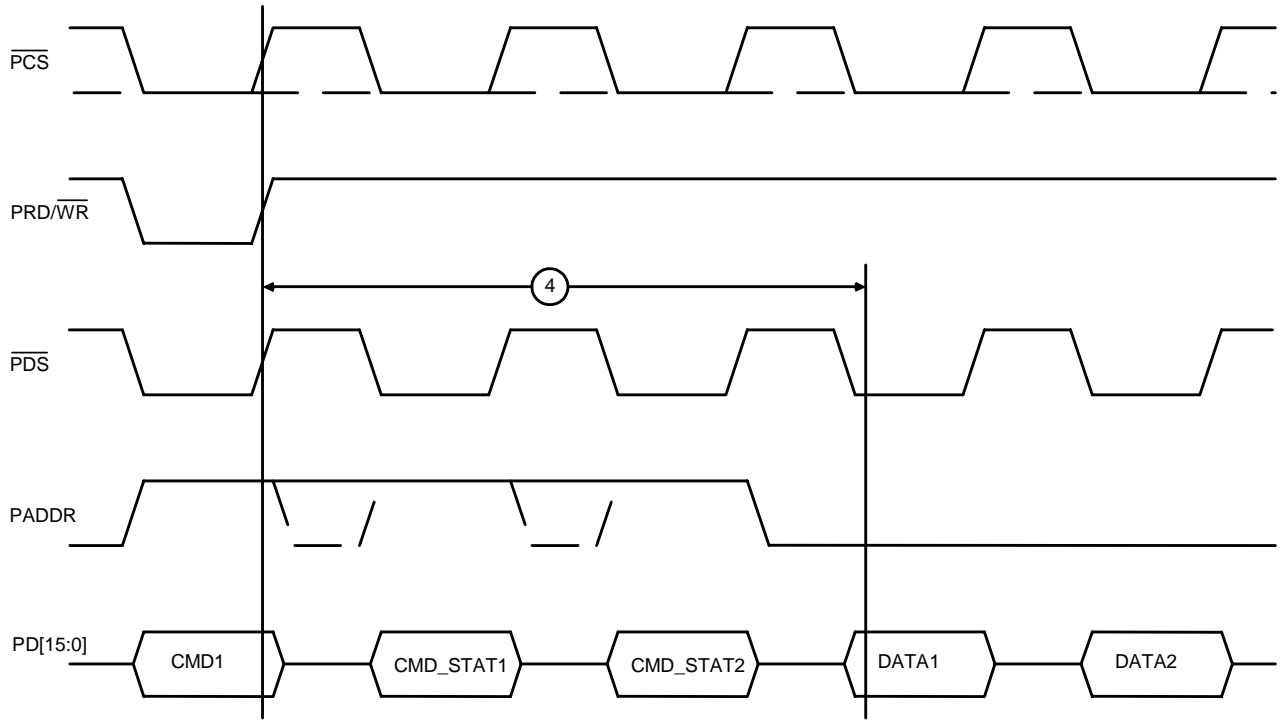 PCS
PRD/WR
4
PDS
PADDR
PD[15:0]
CMD1
CMD_STAT1
CMD_STAT2
DATA1
DATA2